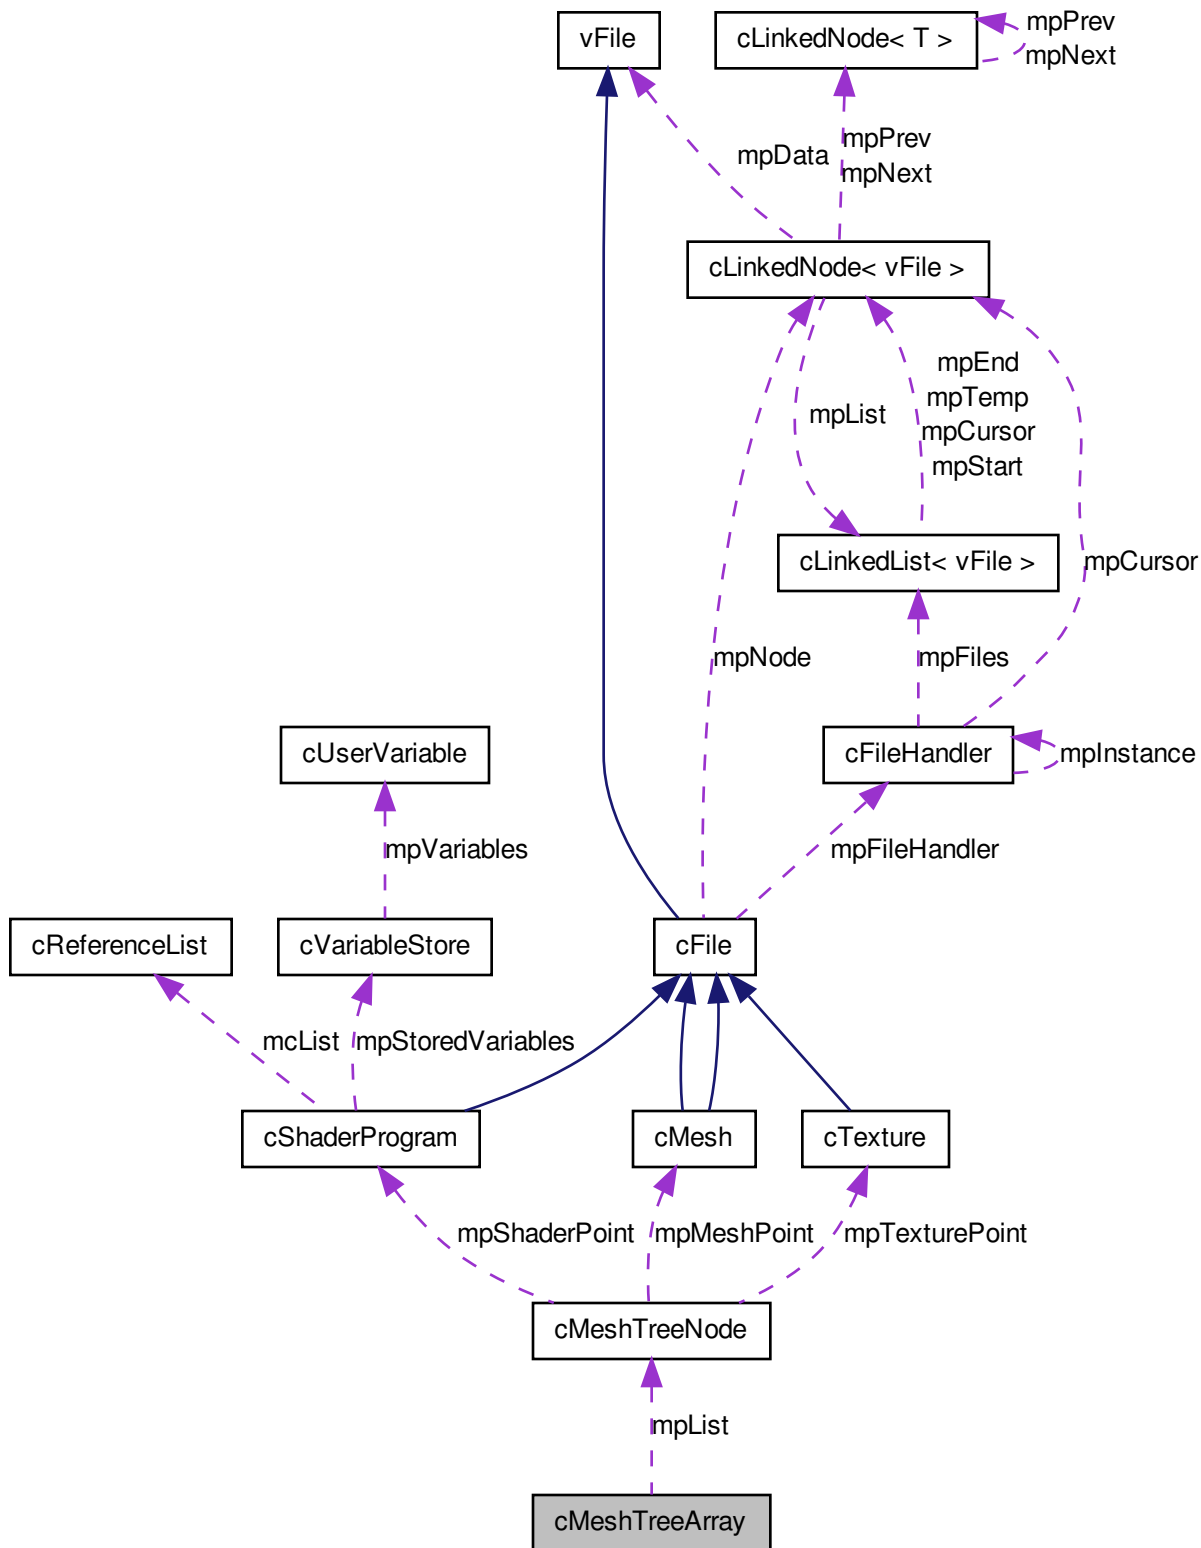 vFile
cLinkedNode< T >
mpPrev
mpNext
mpData
mpPrev
mpNext
cLinkedNode< vFile >
mpList
mpEnd
mpTemp
mpCursor
mpStart
cLinkedList< vFile >
mpCursor
mpNode
mpFiles
cUserVariable
cFileHandler
mpInstance
mpVariables
mpFileHandler
cReferenceList
cVariableStore
cFile
mcList
mpStoredVariables
cShaderProgram
cMesh
cTexture
mpShaderPoint
mpMeshPoint
mpTexturePoint
cMeshTreeNode
mpList
cMeshTreeArray